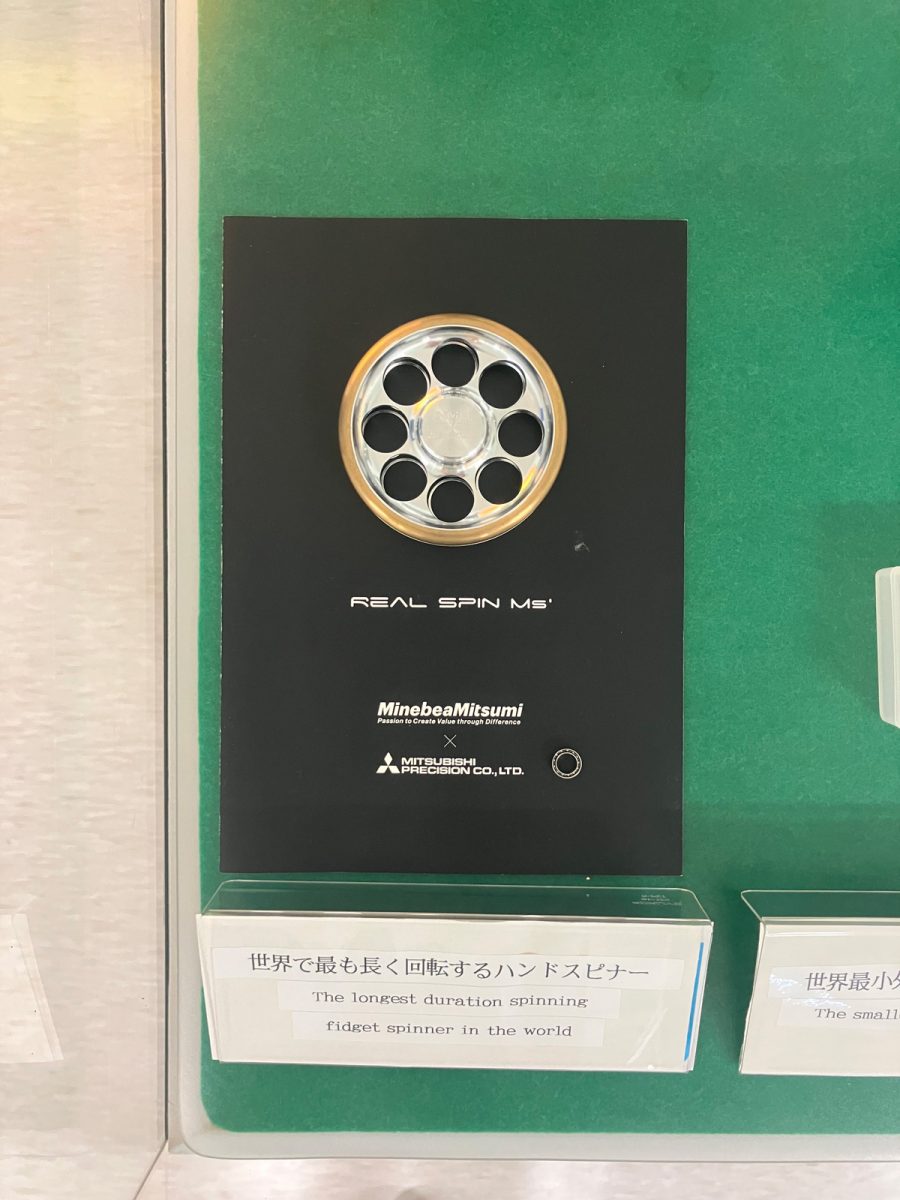 REAL SPIN Ms'
MinebeaMitsumi
Passion to Create Value through Difference
×
MITSUBISHI
PRECISION CO.,LTD.
世界で最も長く回転するハンドスピナー
The longest duration spinning
fidget spinner in the world
世界最小外
The small